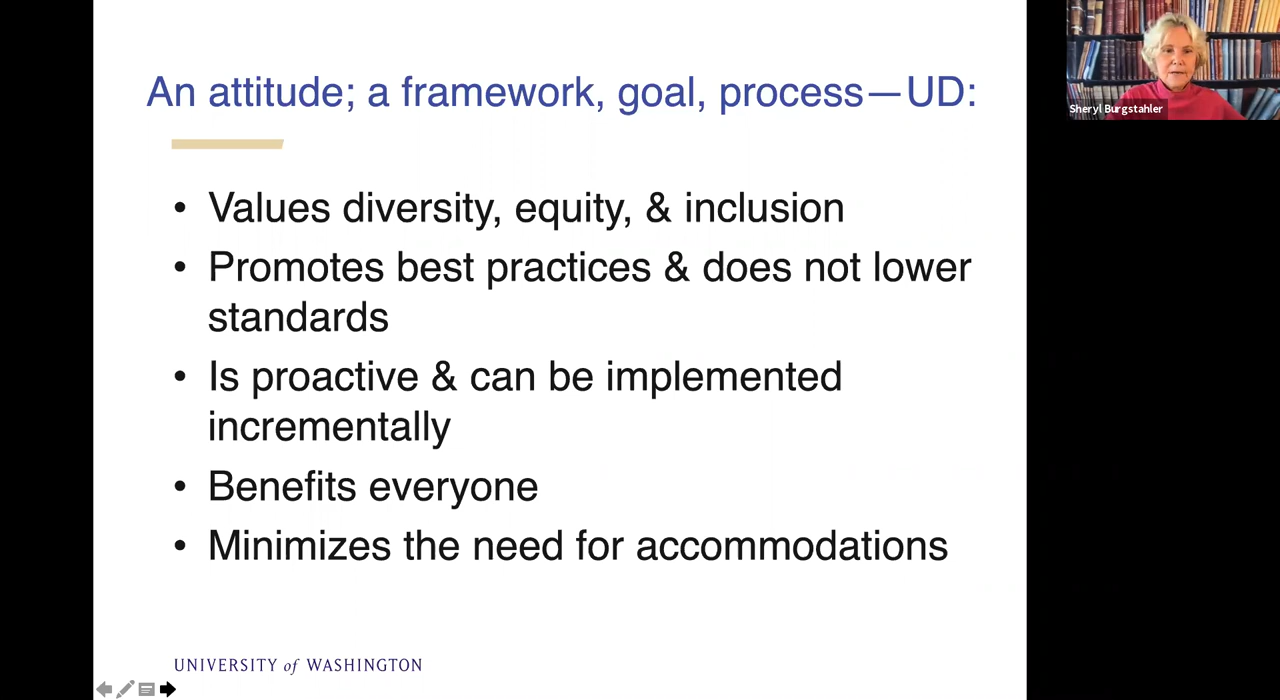 An attitude; a framework, goal, process—UD:
• Values diversity, equity, & inclusion
• Promotes best practices & does not lower
standards
• Is proactive & can be implemented
incrementally
• Benefits everyone
• Minimizes the need for accommodations
UNIVERSITY of WASHINGTON
Sheryl Burgstahler